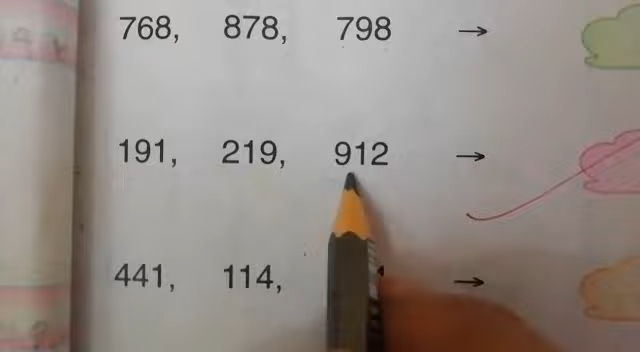 768, 878, 798 →
191, 219, 912 →
441, 114, →